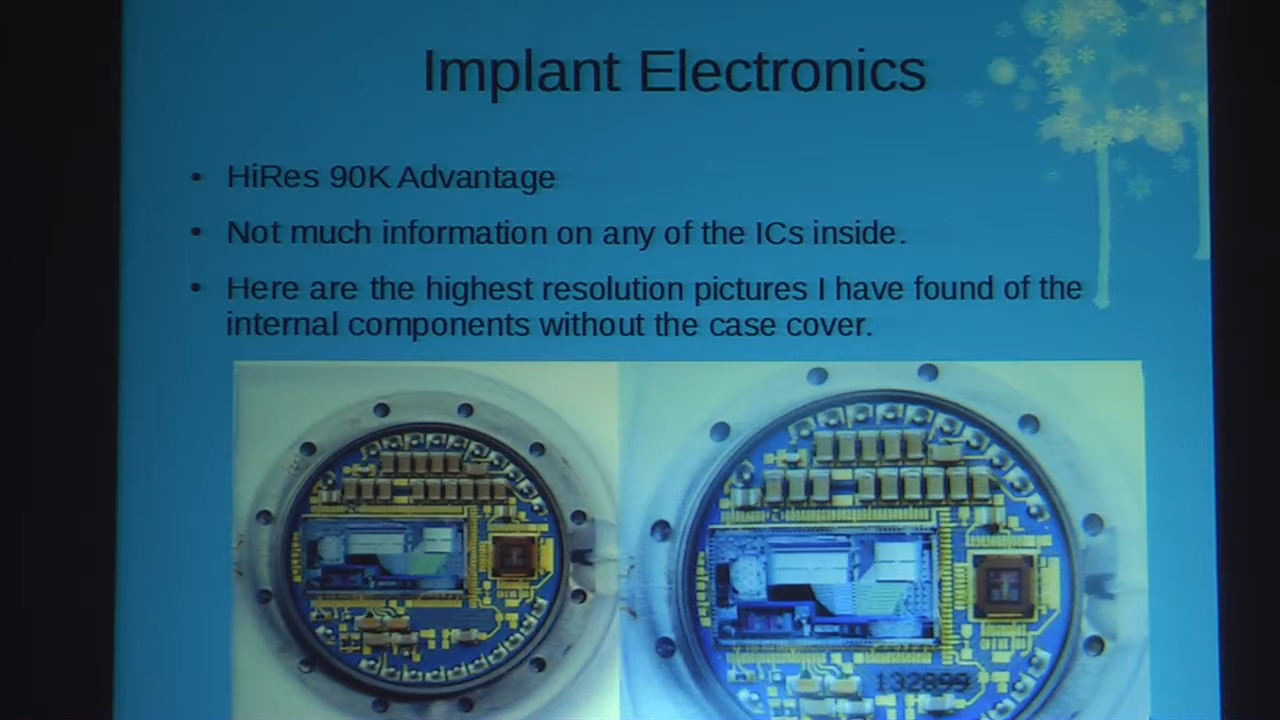 Implant Electronics
• HiRes 90K Advantage
• Not much information on any of the ICs inside.
• Here are the highest resolution pictures I have found of the
internal components without the case cover.